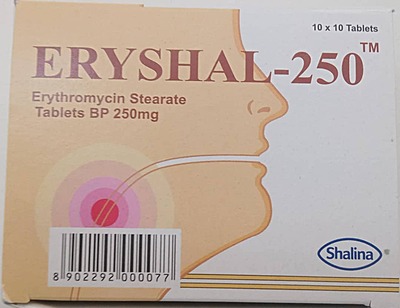 10 x 10 Tablets
ERYSHAL-250™
Erythromycin Stearate
Tablets BP 250mg
Shalina
8 902292 000077